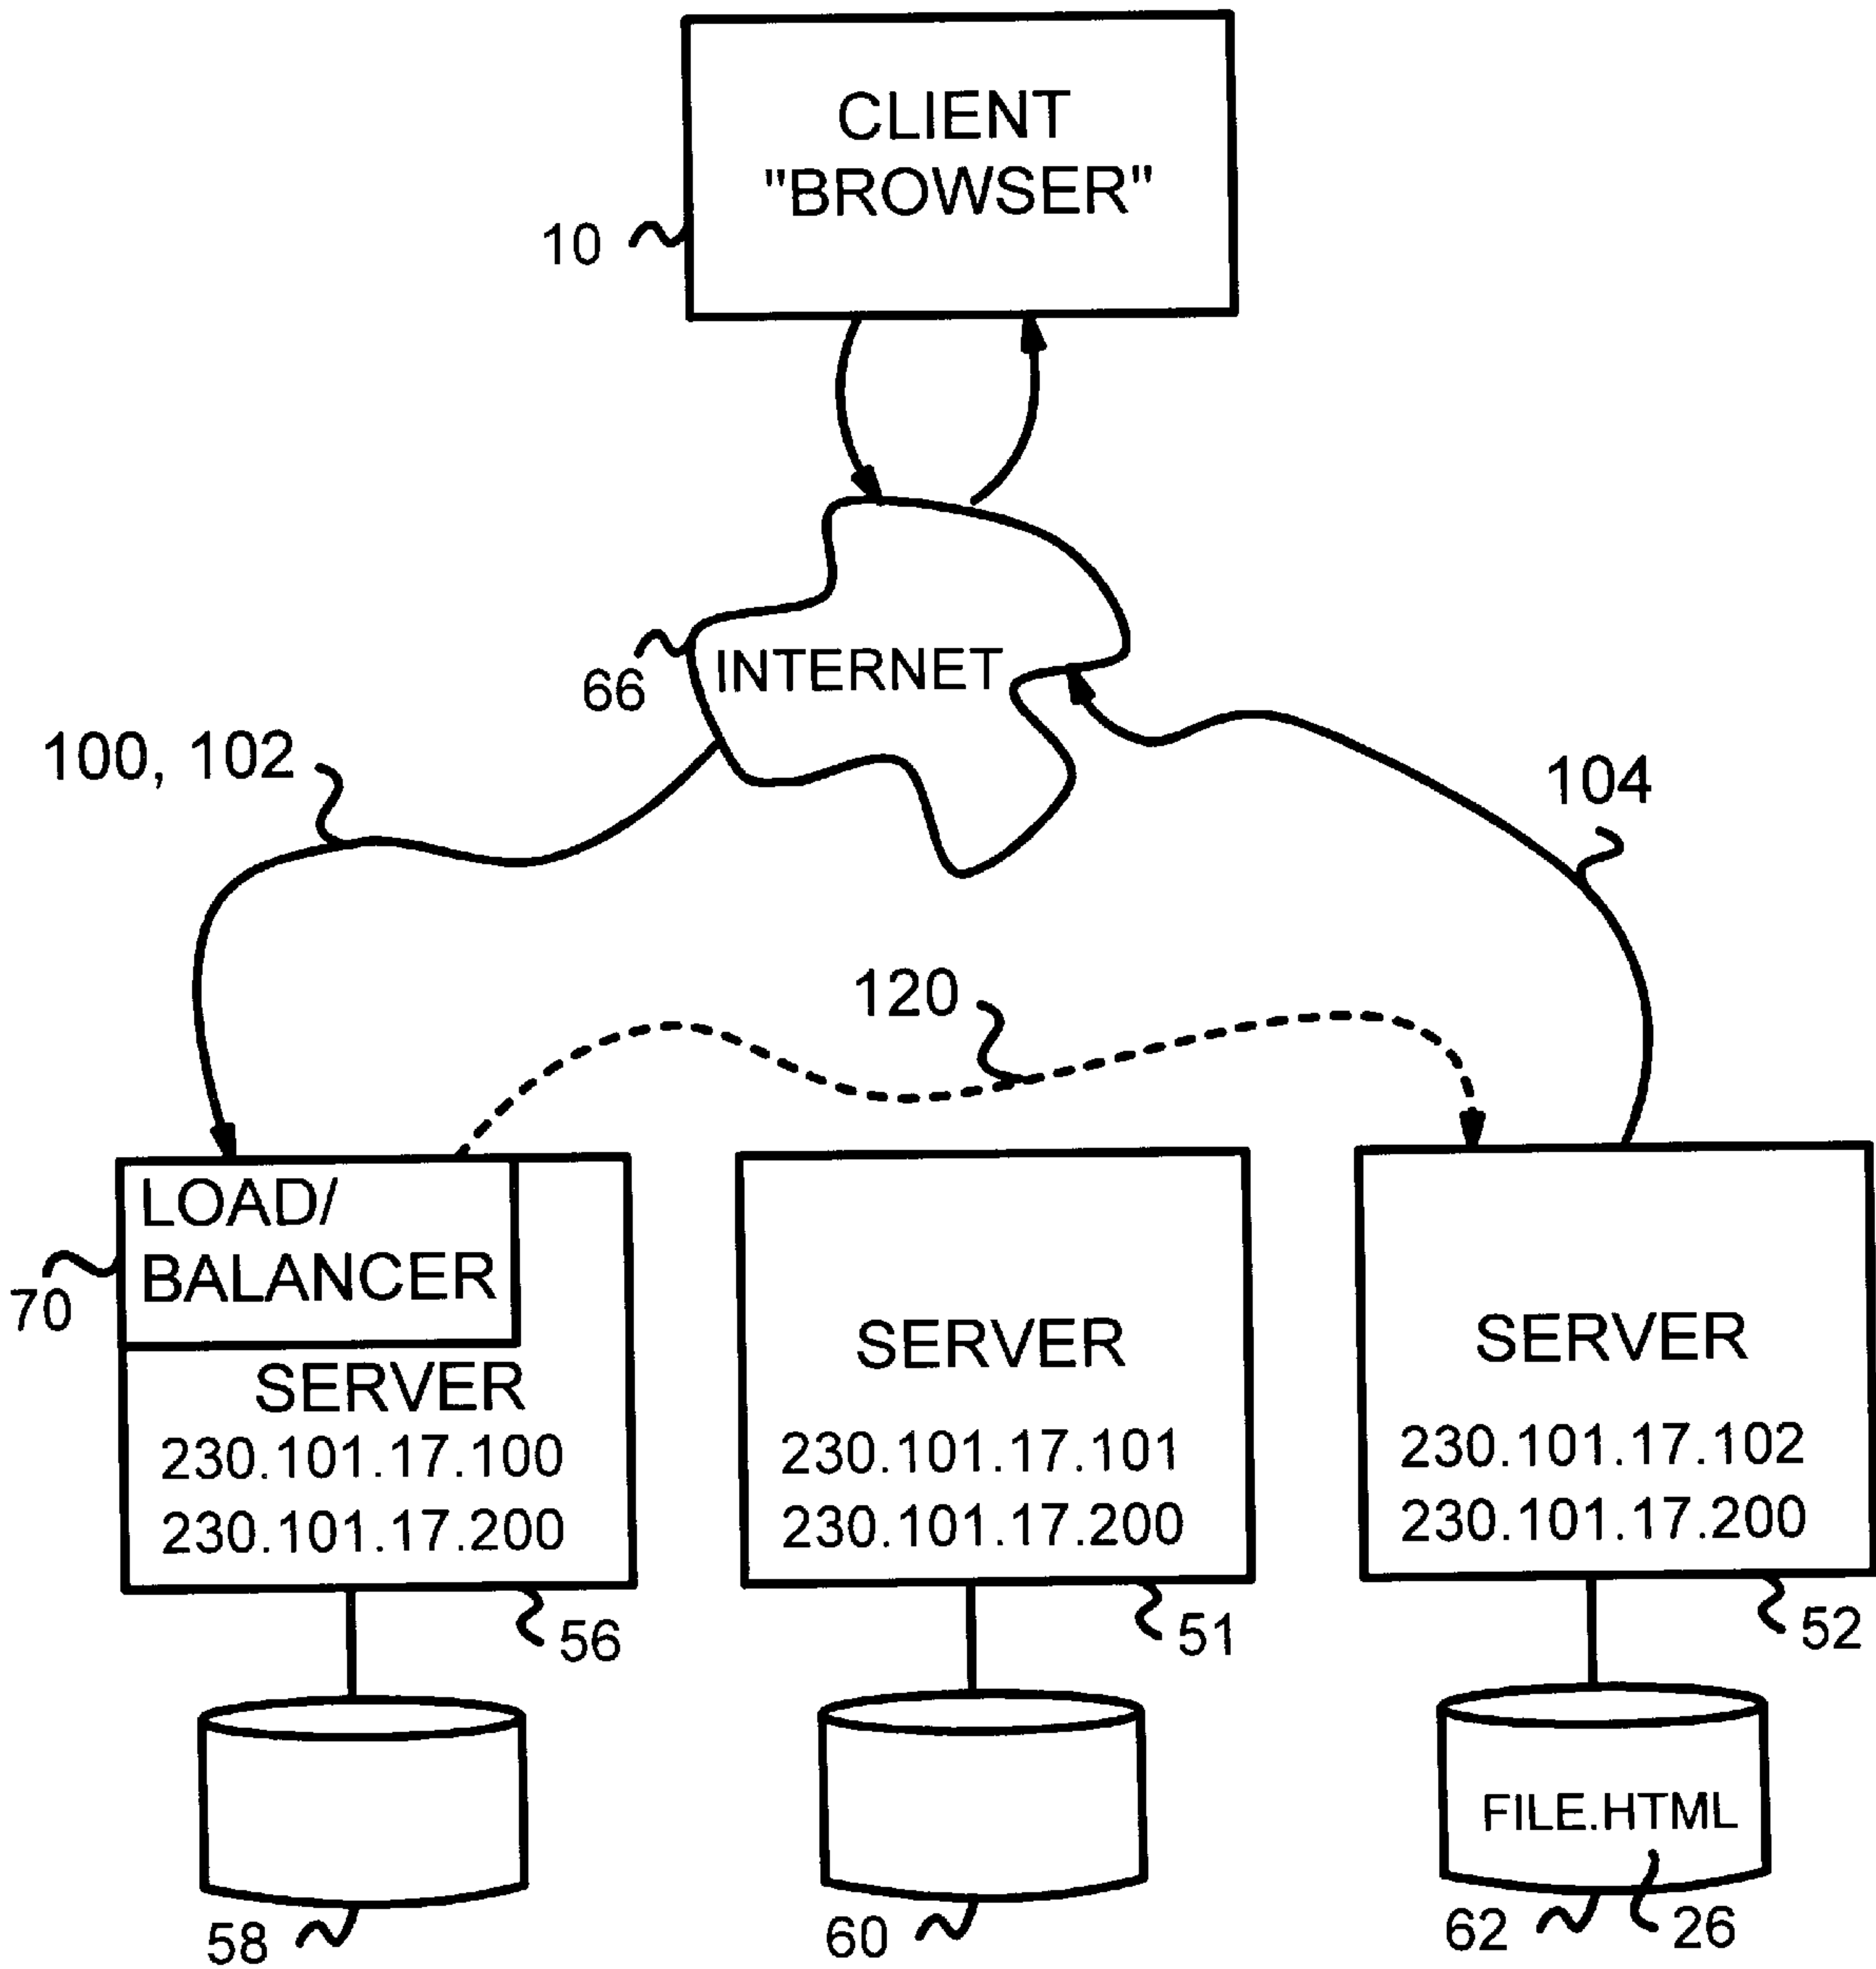 CLIENT
"BROWSER"
10
INTERNET
66
100, 102
104
120
LOAD/
BALANCER
70
SERVER
230.101.17.100
230.101.17.200
56
SERVER
230.101.17.101
230.101.17.200
51
SERVER
230.101.17.102
230.101.17.200
52
58
60
FILE.HTML
62
26